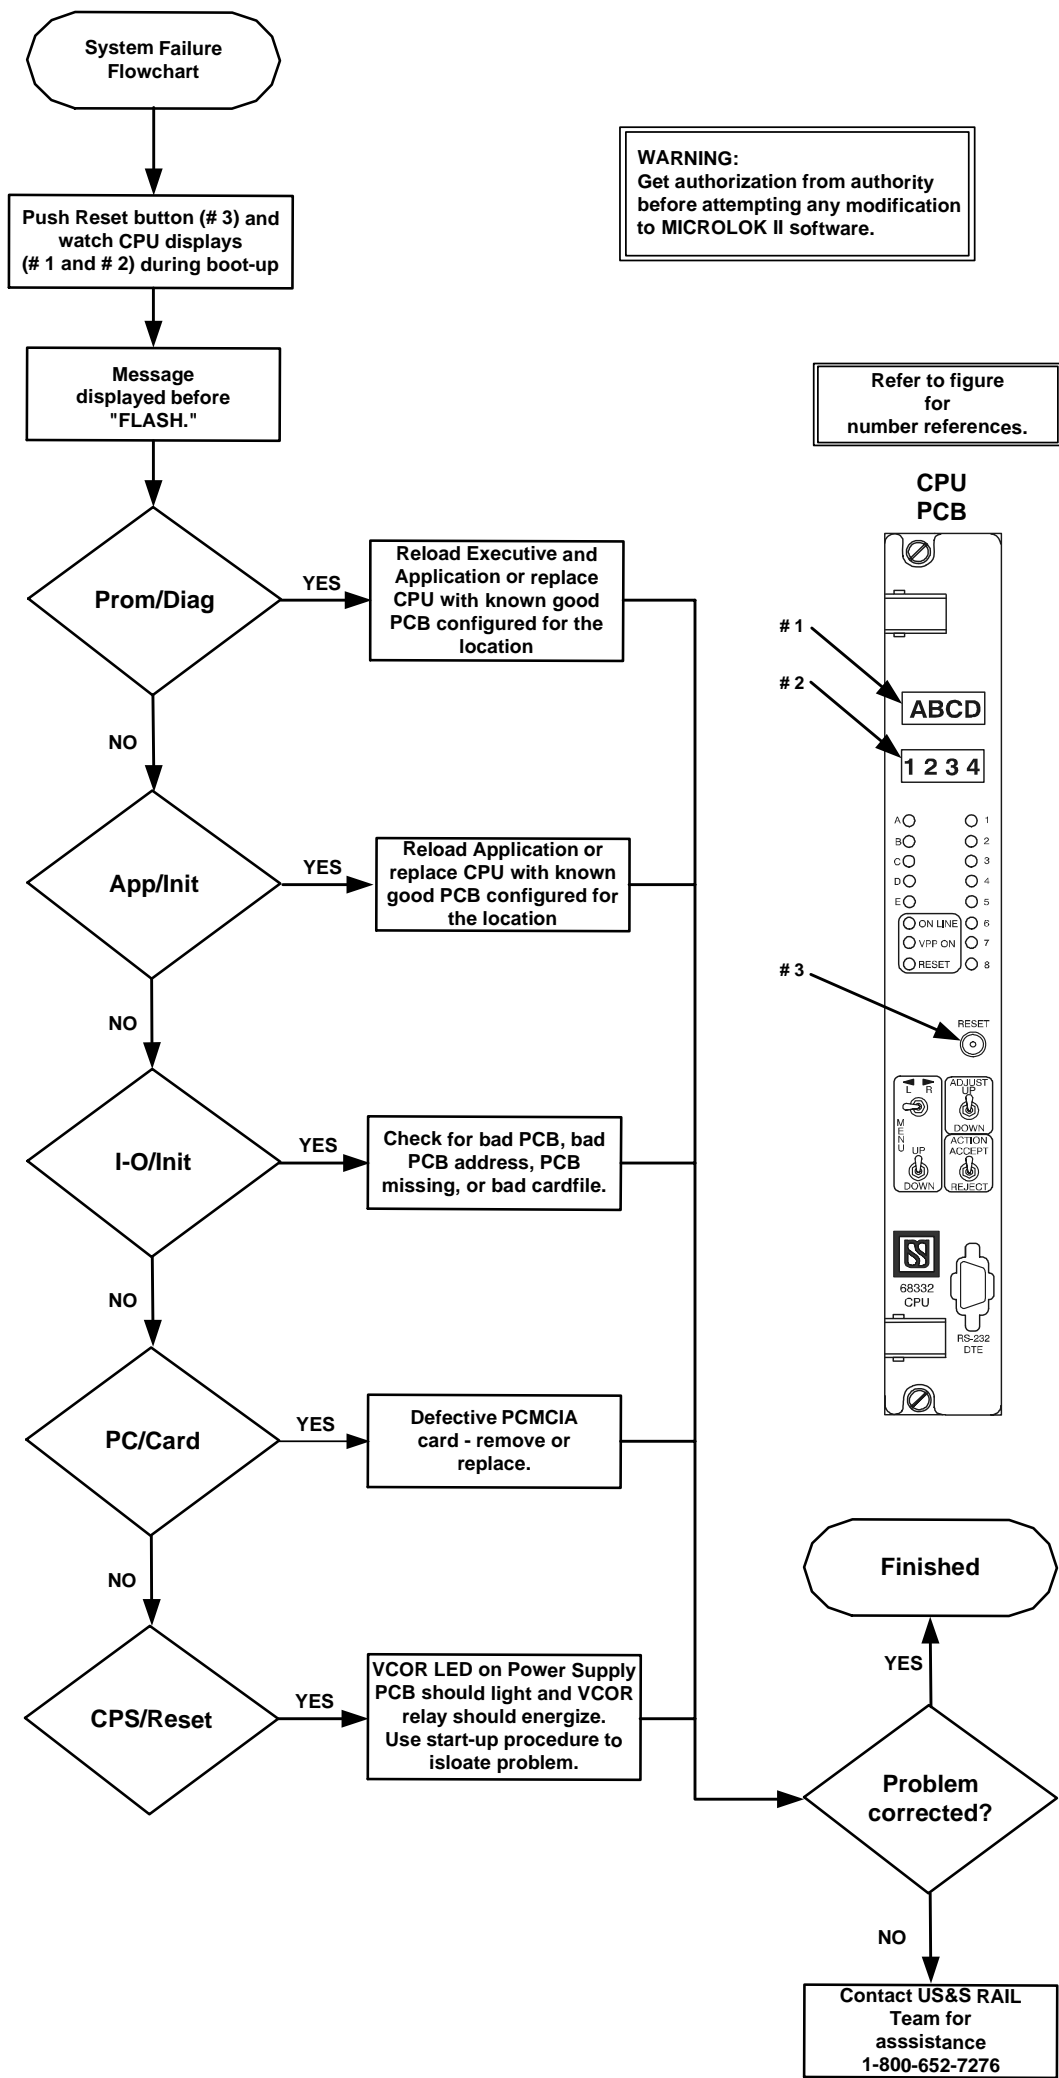 System Failure
Flowchart
Push Reset button (# 3) and
watch CPU displays
(# 1 and # 2) during boot-up
WARNING:
Get authorization from authority
before attempting any modification
to MICROLOK II software.
Message
displayed before
"FLASH."
Refer to figure
for
number references.
Prom/Diag
YES
Reload Executive and
Application or replace
CPU with known good
PCB configured for the
location
NO
App/Init
YES
Reload Application or
replace CPU with known
good PCB configured for
the location
NO
I-O/Init
YES
Check for bad PCB, bad
PCB address, PCB
missing, or bad cardfile.
NO
PC/Card
YES
Defective PCMCIA
card - remove or
replace.
NO
CPS/Reset
YES
VCOR LED on Power Supply
PCB should light and VCOR
relay should energize.
Use start-up procedure to
isloate problem.
CPU
PCB
# 1
# 2
ABCD
1 2 3 4
A 1
B 2
C 3
D 4
E 5
ON LINE 6
VPP ON 7
RESET 8
# 3
RESET
L R
MENU
UP
DOWN
ADJUST
UP
DOWN
ACTION
ACCEPT
REJECT
68332
CPU
RS-232
DTE
Finished
YES
Problem
corrected?
NO
Contact US&S RAIL
Team for
asssistance
1-800-652-7276